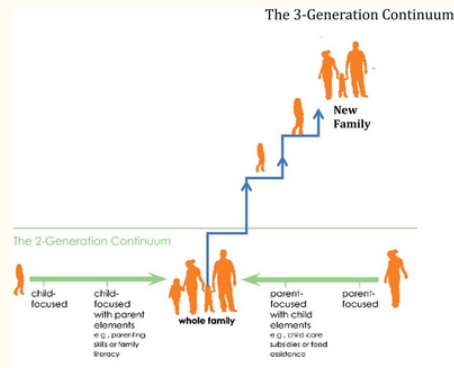 The 3-Generation Continuum
New
Family
The 2-Generation Continuum
child-
focused
child-
focused
with parent
elements
e.g., parenting
skills or family
literacy
whole family
parent-
focused
with child
elements
e.g., child care
subsidies or food
assistance
parent-
focused